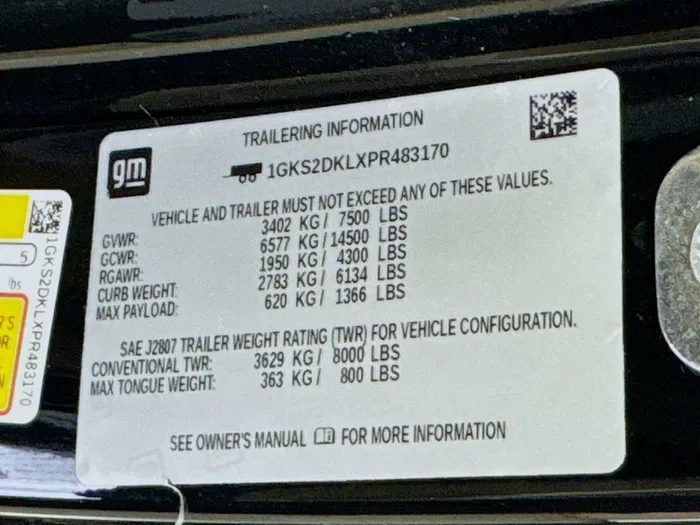 gm
TRAILERING INFORMATION
1GKS2DKLXPR483170
VEHICLE AND TRAILER MUST NOT EXCEED ANY OF THESE VALUES.
GVWR: 3402 KG / 7500 LBS
GCWR: 6577 KG / 14500 LBS
RGAWR: 1950 KG / 4300 LBS
CURB WEIGHT: 2783 KG / 6134 LBS
MAX PAYLOAD: 620 KG / 1366 LBS
SAE J2807 TRAILER WEIGHT RATING (TWR) FOR VEHICLE CONFIGURATION.
CONVENTIONAL TWR: 3629 KG / 8000 LBS
MAX TONGUE WEIGHT: 363 KG / 800 LBS
SEE OWNER'S MANUAL FOR MORE INFORMATION
1GKS2DKLXPR483170
5
lbs